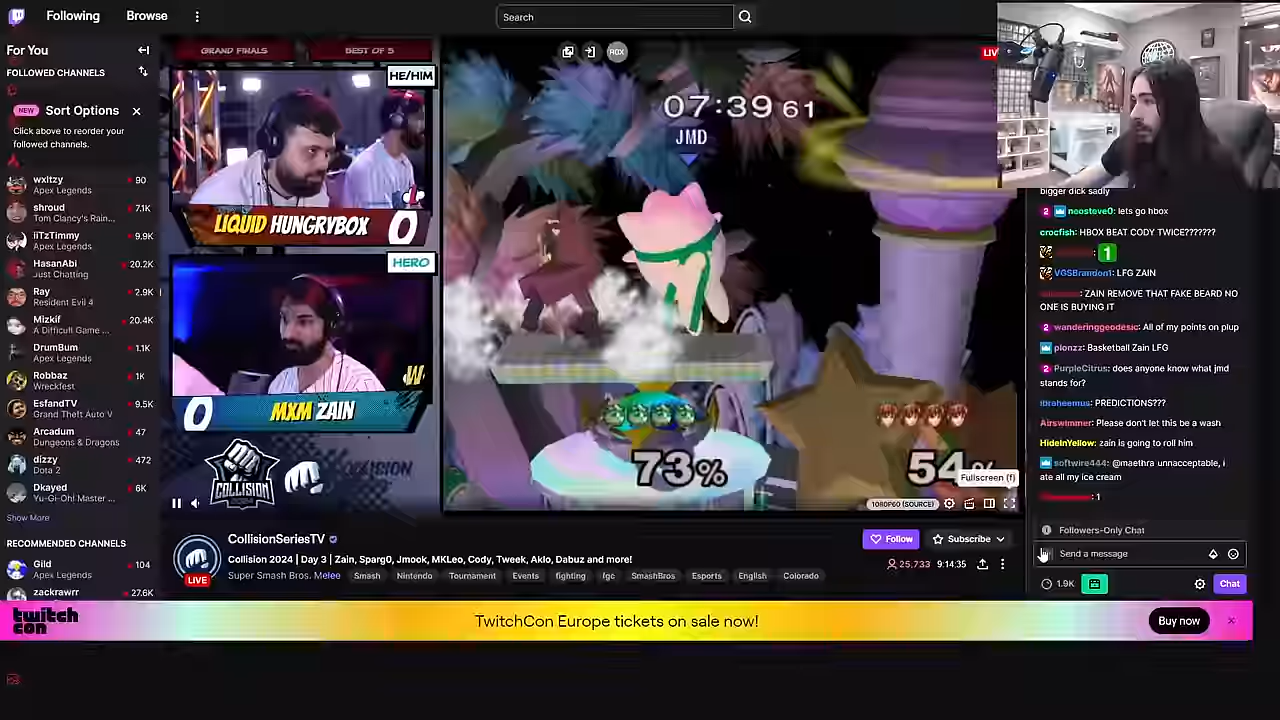 Following
Browse
Search
For You
FOLLOWED CHANNELS
NEW Sort Options
Click above to reorder your
followed channels.
wxltzy 90
Apex Legends
shroud 7.1K
Tom Clancy's Rain...
iiTzTimmy 9.9K
Apex Legends
HasanAbi 20.2K
Just Chatting
Ray 2.9K
Resident Evil 4
Mizkif 20.4K
A Difficult Game ...
DrumBum 1.1K
Apex Legends
Robbaz 1K
Wreckfest
EsfandTV 9.5K
Grand Theft Auto V
Arcadum 47
Dungeons & Dragons
dizzy 472
Dota 2
Dkayed 6K
Yu-Gi-Oh! Master ...
Show More
RECOMMENDED CHANNELS
Gild 104
Apex Legends
zackrawrr 27.6K
GRAND FINALS
BEST OF 5
HE/HIM
LIQUID HUNGRYBOX 0
HERO
0 MXM ZAIN
COLLISION
2024
COLLISION
LIV
07:39 61
JMD
73%
54%
Fullscreen (f)
1080P60 (SOURCE)
LIVE
CollisionSeriesTV
Follow
Subscribe
Collision 2024 | Day 3 | Zain, Sparg0, Jmook, MKLeo, Cody, Tweek, Aklo, Dabuz and more!
25,733 9:14:35
Super Smash Bros. Melee
Smash
Nintendo
Tournament
Events
fighting
fgc
SmashBros
Esports
English
Colorado
bigger dick sadly
2 neosteve0: lets go hbox
crocfish: HBOX BEAT CODY TWICE???????
: 1
VGSBrandon1: LFG ZAIN
: ZAIN REMOVE THAT FAKE BEARD NO
ONE IS BUYING IT
2 wanderinggeodesic: All of my points on plup
plonzz: Basketball Zain LFG
2 PurpleCitrus: does anyone know what jmd
stands for?
ibraheemus: PREDICTIONS???
Airswimmer: Please don't let this be a wash
HideInYellow: zain is going to roll him
softwire444: @maethra unnacceptable, i
ate all my ice cream
: 1
Followers-Only Chat
Send a message
1.9K
Chat
twitch
con
TwitchCon Europe tickets on sale now!
Buy now